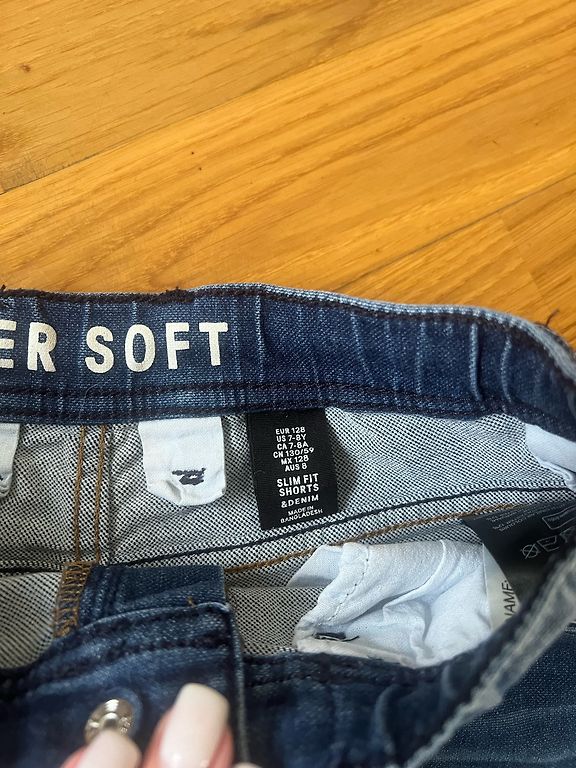 ER SOFT
EUR 128
US 7-8Y
CA 7-8A
CN 130/59
MX 128
AUS 8
SLIM FIT
SHORTS
&DENIM
MADE IN
BANGLADESH